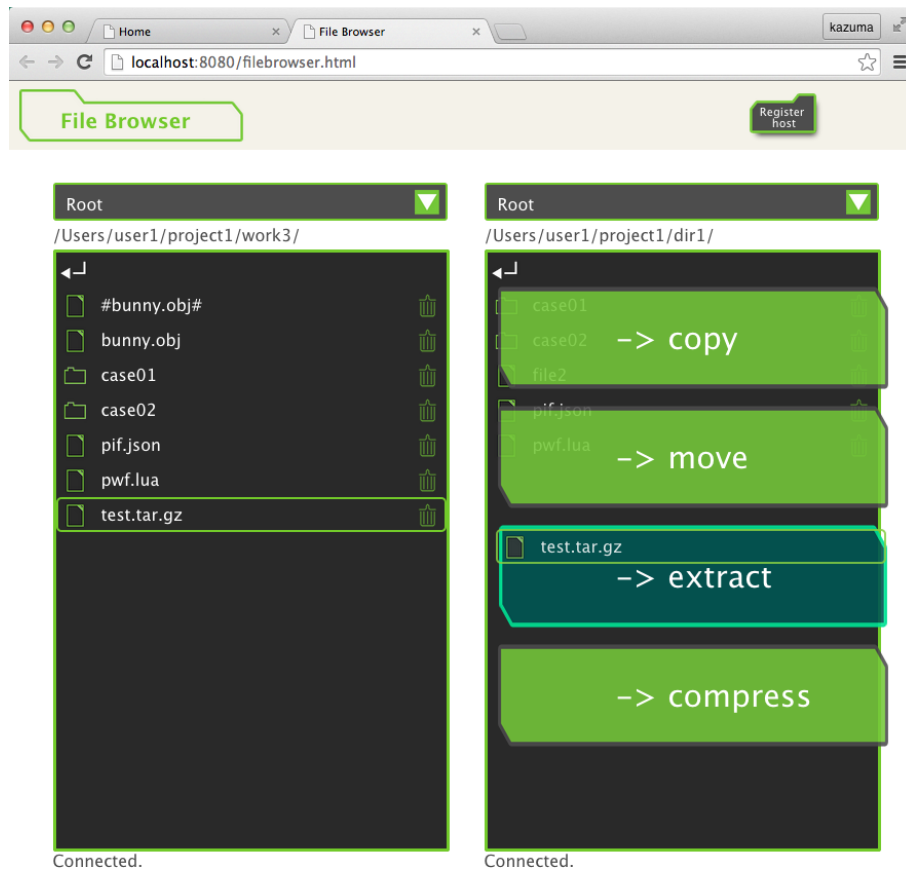 Home
File Browser
kazuma
localhost:8080/filebrowser.html
File Browser
Register
host
Root
/Users/user1/project1/work3/
#bunny.obj#
bunny.obj
case01
case02
pif.json
pwf.lua
test.tar.gz
Connected.
Root
/Users/user1/project1/dir1/
case01
case02
-> copy
file2
pif.json
pwf.lua
-> move
test.tar.gz
-> extract
-> compress
Connected.